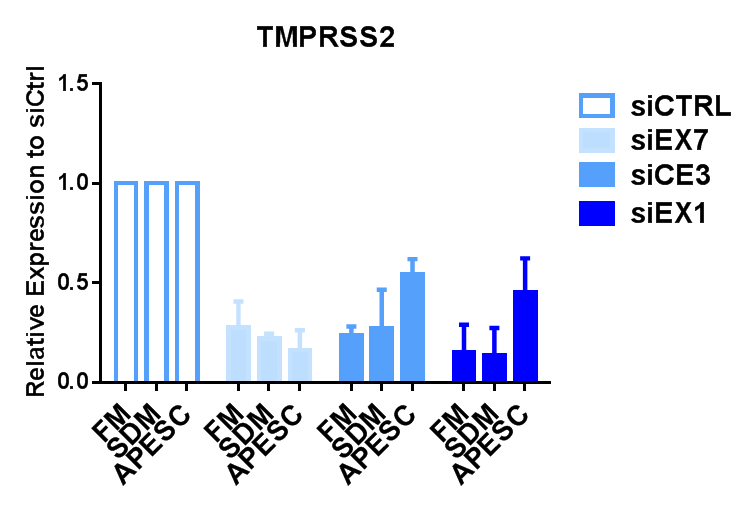 TMPRSS2
Relative Expression to siCtrl
1.5
1.0
0.5
0.0
FM
SDM
APESC
FM
SDM
APESC
FM
SDM
APESC
FM
SDM
APESC
siCTRL
siEX7
siCE3
siEX1